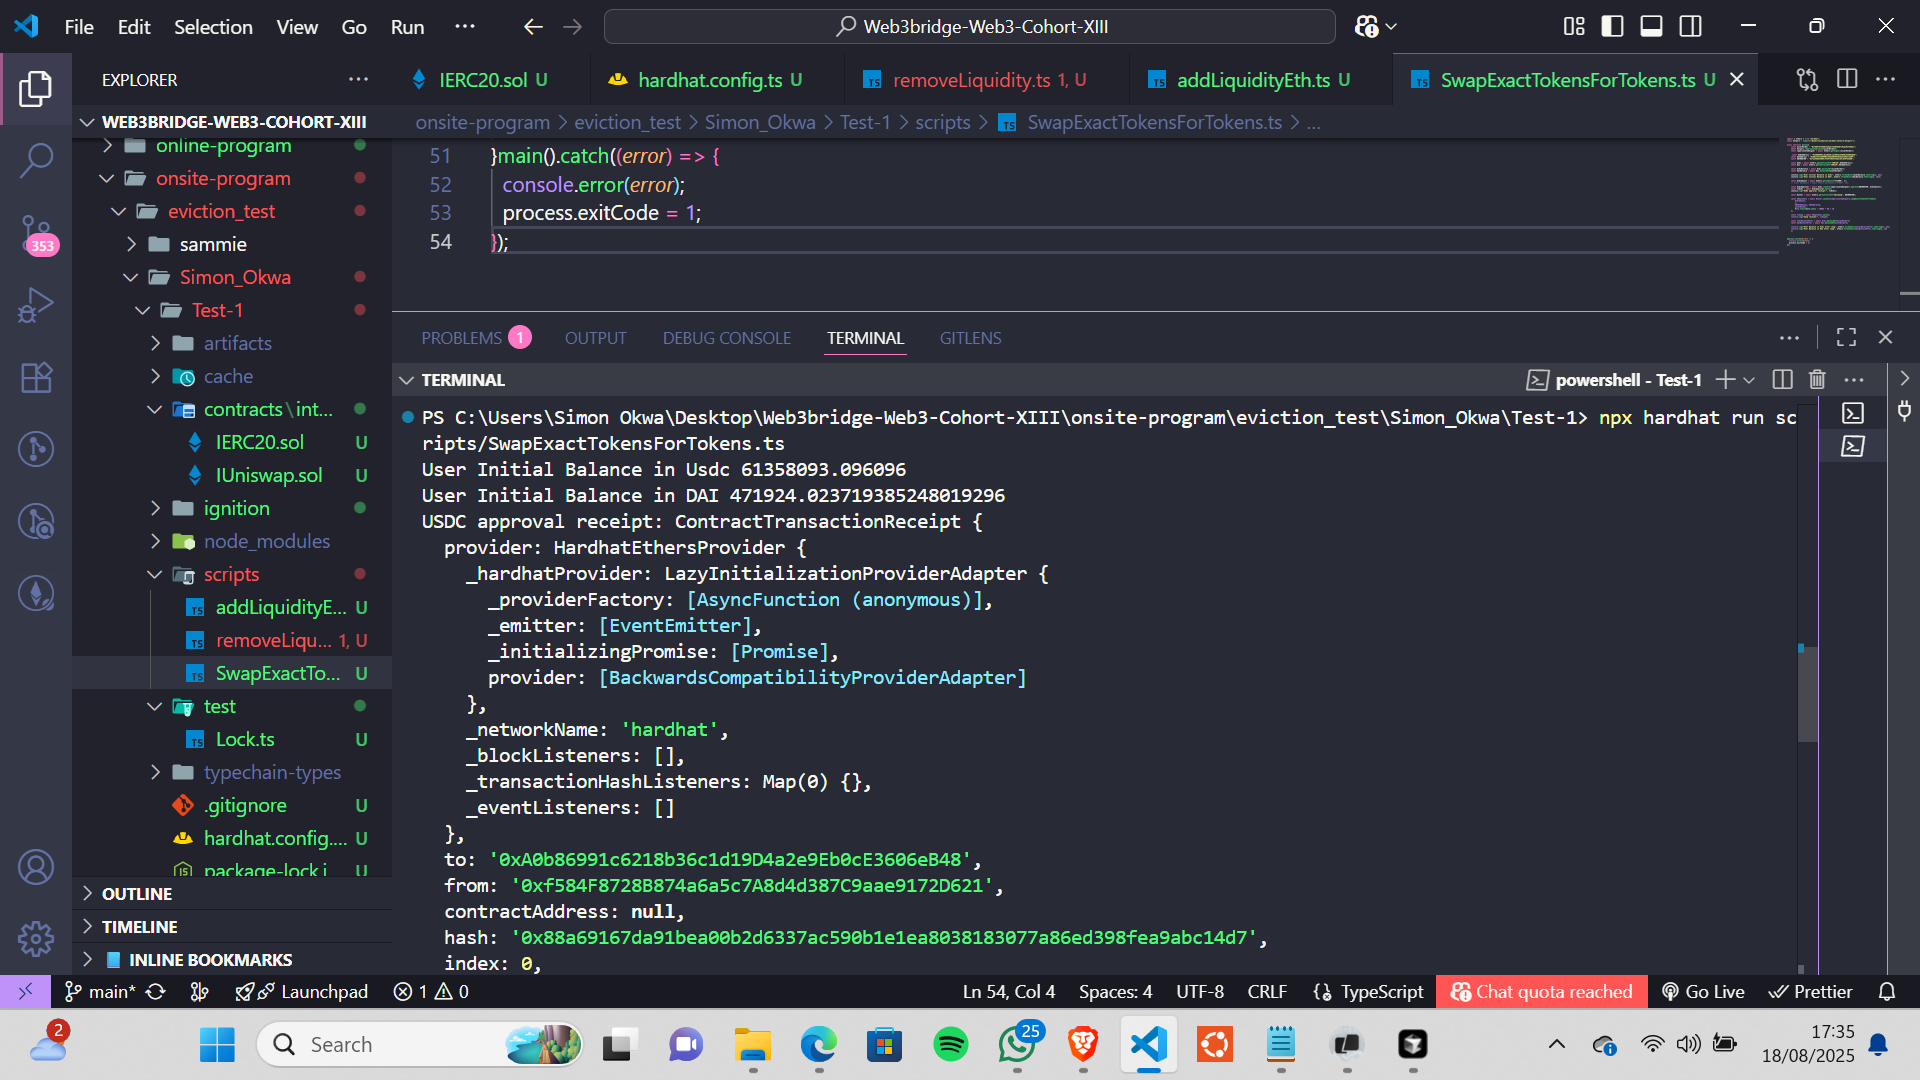 File Edit Selection View Go Run ···
Web3bridge-Web3-Cohort-XIII
EXPLORER
IERC20.sol U
hardhat.config.ts U
removeLiquidity.ts 1, U
addLiquidityEth.ts U
SwapExactTokensForTokens.ts U
WEB3BRIDGE-WEB3-COHORT-XIII
onsite-program > eviction_test > Simon_Okwa > Test-1 > scripts > SwapExactTokensForTokens.ts > ...
online-program
onsite-program
eviction_test
sammie
Simon_Okwa
Test-1
artifacts
cache
contracts\int...
IERC20.sol U
IUniswap.sol U
ignition
node_modules
scripts
addLiquidityE... U
removeLiqu... 1, U
SwapExactTo... U
test
Lock.ts U
typechain-types
.gitignore U
hardhat.config.... U
package-lock.j U
OUTLINE
TIMELINE
INLINE BOOKMARKS
353
51 }main().catch((error) => {
52 console.error(error);
53 process.exitCode = 1;
54 });
PROBLEMS 1 OUTPUT DEBUG CONSOLE TERMINAL GITLENS
TERMINAL
powershell - Test-1
PS C:\Users\Simon Okwa\Desktop\Web3bridge-Web3-Cohort-XIII\onsite-program\eviction_test\Simon_Okwa\Test-1> npx hardhat run sc
ripts/SwapExactTokensForTokens.ts
User Initial Balance in Usdc 61358093.096096
User Initial Balance in DAI 471924.023719385248019296
USDC approval receipt: ContractTransactionReceipt {
provider: HardhatEthersProvider {
_hardhatProvider: LazyInitializationProviderAdapter {
_providerFactory: [AsyncFunction (anonymous)],
_emitter: [EventEmitter],
_initializingPromise: [Promise],
provider: [BackwardsCompatibilityProviderAdapter]
},
_networkName: 'hardhat',
_blockListeners: [],
_transactionHashListeners: Map(0) {},
_eventListeners: []
},
to: '0xA0b86991c6218b36c1d19D4a2e9Eb0cE3606eB48',
from: '0xf584F8728B874a6a5c7A8d4d387C9aae9172D621',
contractAddress: null,
hash: '0x88a69167da91bea00b2d6337ac590b1e1ea8038183077a86ed398fea9abc14d7',
index: 0,
main* Launchpad 1 0
Ln 54, Col 4 Spaces: 4 UTF-8 CRLF TypeScript Chat quota reached Go Live Prettier
2
Search
25
17:35
18/08/2025